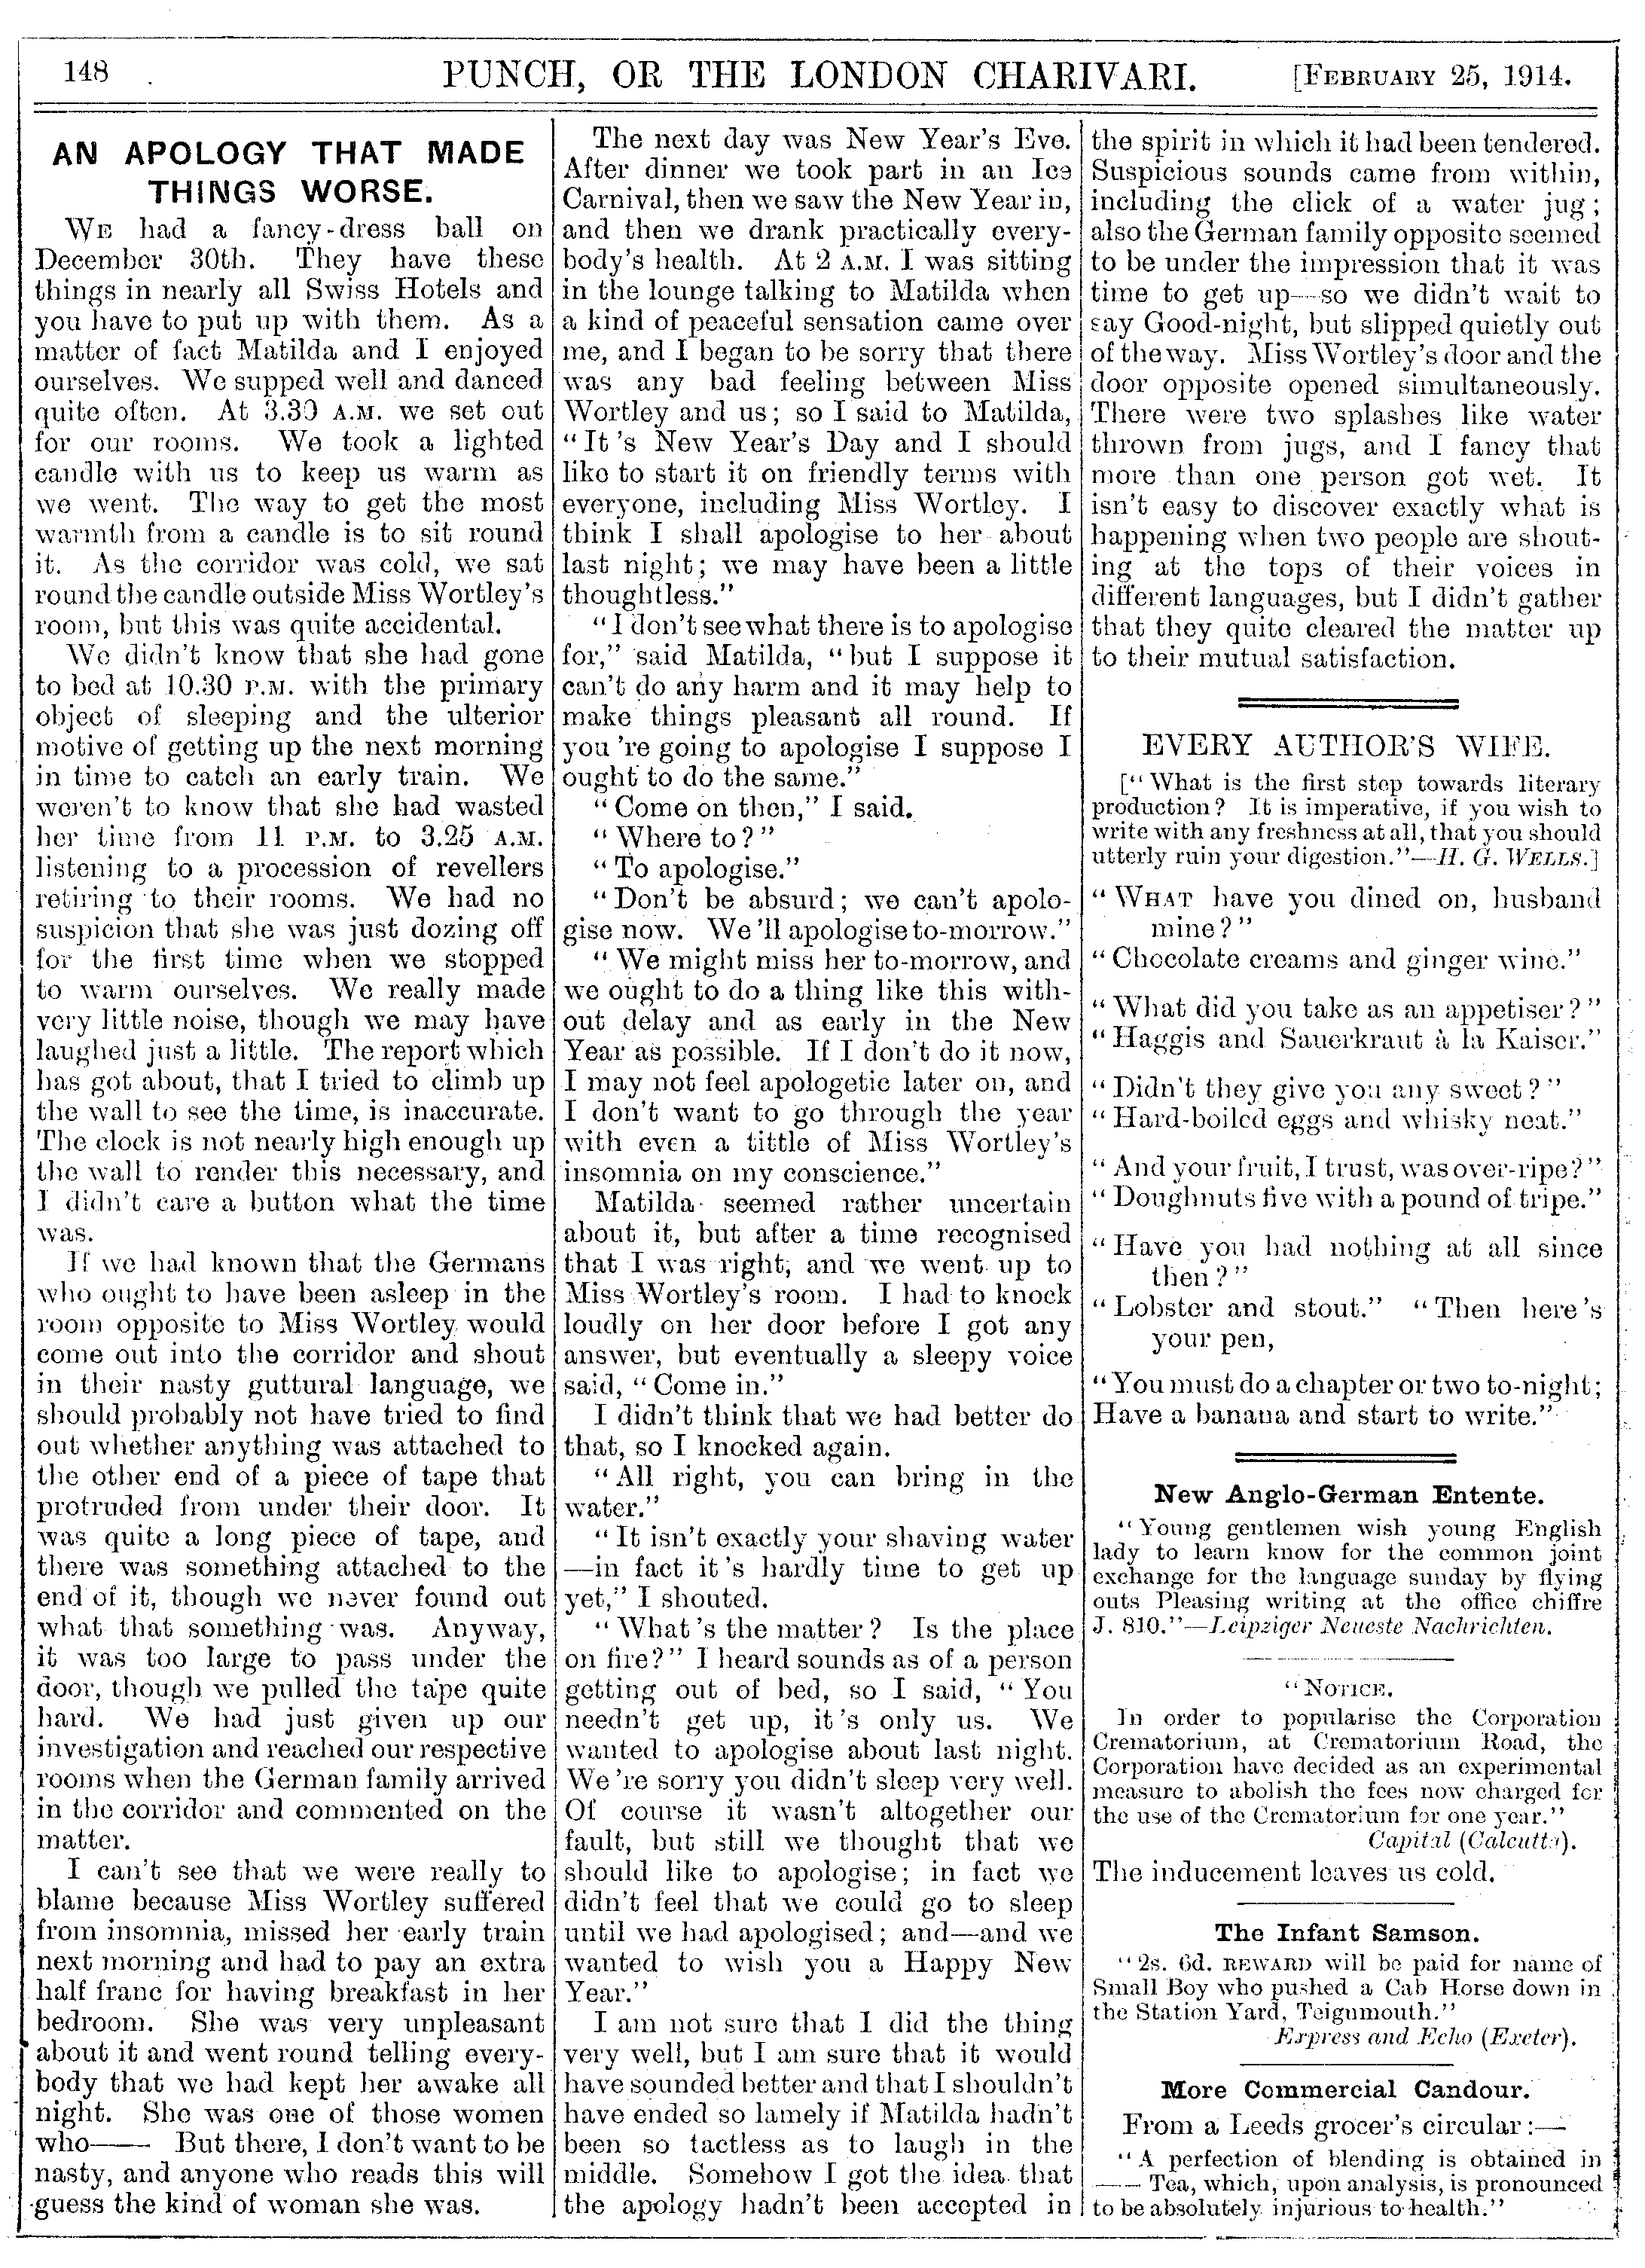 148
PUNCH, OR THE LONDON CHARIVARI.
[FEBRUARY 25, 1914.
AN APOLOGY THAT MADE
THINGS WORSE.
WE had a fancy-dress ball on
December 30th. They have these
things in nearly all Swiss Hotels and
you have to put up with them. As a
matter of fact Matilda and I enjoyed
ourselves. We supped well and danced
quite often. At 3.30 A.M. we set out
for our rooms. We took a lighted
candle with us to keep us warm as
we went. The way to get the most
warmth from a candle is to sit round
it. As the corridor was cold, we sat
round the candle outside Miss Wortley's
room, but this was quite accidental.
We didn't know that she had gone
to bed at 10.30 P.M. with the primary
object of sleeping and the ulterior
motive of getting up the next morning
in time to catch an early train. We
weren't to know that she had wasted
her time from 11 P.M. to 3.25 A.M.
listening to a procession of revellers
retiring to their rooms. We had no
suspicion that she was just dozing off
for the first time when we stopped
to warm ourselves. We really made
very little noise, though we may have
laughed just a little. The report which
has got about, that I tried to climb up
the wall to see the time, is inaccurate.
The clock is not nearly high enough up
the wall to render this necessary, and
I didn't care a button what the time
was.
If we had known that the Germans
who ought to have been asleep in the
room opposite to Miss Wortley would
come out into the corridor and shout
in their nasty guttural language, we
should probably not have tried to find
out whether anything was attached to
the other end of a piece of tape that
protruded from under their door. It
was quite a long piece of tape, and
there was something attached to the
end of it, though we never found out
what that something was. Anyway,
it was too large to pass under the
door, though we pulled the tape quite
hard. We had just given up our
investigation and reached our respective
rooms when the German family arrived
in the corridor and commented on the
matter.
I can't see that we were really to
blame because Miss Wortley suffered
from insomnia, missed her early train
next morning and had to pay an extra
half franc for having breakfast in her
bedroom. She was very unpleasant
about it and went round telling every-
body that we had kept her awake all
night. She was one of those women
who—— But there, I don't want to be
nasty, and anyone who reads this will
guess the kind of woman she was.
The next day was New Year's Eve.
After dinner we took part in an Ice
Carnival, then we saw the New Year in,
and then we drank practically every-
body's health. At 2 A.M. I was sitting
in the lounge talking to Matilda when
a kind of peaceful sensation came over
me, and I began to be sorry that there
was any bad feeling between Miss
Wortley and us; so I said to Matilda,
"It's New Year's Day and I should
like to start it on friendly terms with
everyone, including Miss Wortley. I
think I shall apologise to her about
last night; we may have been a little
thoughtless."
"I don't see what there is to apologise
for," said Matilda, "but I suppose it
can't do any harm and it may help to
make things pleasant all round. If
you're going to apologise I suppose I
ought to do the same."
"Come on then," I said.
"Where to?"
"To apologise."
"Don't be absurd; we can't apolo-
gise now. We'll apologise to-morrow."
"We might miss her to-morrow, and
we ought to do a thing like this with-
out delay and as early in the New
Year as possible. If I don't do it now,
I may not feel apologetic later on, and
I don't want to go through the year
with even a tittle of Miss Wortley's
insomnia on my conscience."
Matilda seemed rather uncertain
about it, but after a time recognised
that I was right, and we went up to
Miss Wortley's room. I had to knock
loudly on her door before I got any
answer, but eventually a sleepy voice
said, "Come in."
I didn't think that we had better do
that, so I knocked again.
"All right, you can bring in the
water."
"It isn't exactly your shaving water
—in fact it's hardly time to get up
yet," I shouted.
"What's the matter? Is the place
on fire?" I heard sounds as of a person
getting out of bed, so I said, "You
needn't get up, it's only us. We
wanted to apologise about last night.
We're sorry you didn't sleep very well.
Of course it wasn't altogether our
fault, but still we thought that we
should like to apologise; in fact we
didn't feel that we could go to sleep
until we had apologised; and—and we
wanted to wish you a Happy New
Year."
I am not sure that I did the thing
very well, but I am sure that it would
have sounded better and that I shouldn't
have ended so lamely if Matilda hadn't
been so tactless as to laugh in the
middle. Somehow I got the idea that
the apology hadn't been accepted in
the spirit in which it had been tendered.
Suspicious sounds came from within,
including the click of a water jug;
also the German family opposite seemed
to be under the impression that it was
time to get up—so we didn't wait to
say Good-night, but slipped quietly out
of the way. Miss Wortley's door and the
door opposite opened simultaneously.
There were two splashes like water
thrown from jugs, and I fancy that
more than one person got wet. It
isn't easy to discover exactly what is
happening when two people are shout-
ing at the tops of their voices in
different languages, but I didn't gather
that they quite cleared the matter up
to their mutual satisfaction.
EVERY AUTHOR'S WIFE.
["What is the first step towards literary
production? It is imperative, if you wish to
write with any freshness at all, that you should
utterly ruin your digestion."—H. G. WELLS.]
"WHAT have you dined on, husband
mine?"
"Chocolate creams and ginger wine."
"What did you take as an appetiser?"
"Haggis and Sauerkraut à la Kaiser."
"Didn't they give you any sweet?"
"Hard-boiled eggs and whisky neat."
"And your fruit, I trust, was over-ripe?"
"Doughnuts five with a pound of tripe."
"Have you had nothing at all since
then?"
"Lobster and stout." "Then here's
your pen,
"You must do a chapter or two to-night;
Have a banana and start to write."
New Anglo-German Entente.
"Young gentlemen wish young English
lady to learn know for the common joint
exchange for the language sunday by flying
outs Pleasing writing at the office chiffre
J. 810."—Leipziger Neueste Nachrichten.
"NOTICE.
In order to popularise the Corporation
Crematorium, at Crematorium Road, the
Corporation have decided as an experimental
measure to abolish the fees now charged for
the use of the Crematorium for one year."
Capital (Calcutta).
The inducement leaves us cold.
The Infant Samson.
"2s. 6d. REWARD will be paid for name of
Small Boy who pushed a Cab Horse down in
the Station Yard, Teignmouth."
Express and Echo (Exeter).
More Commercial Candour.
From a Leeds grocer's circular:—
"A perfection of blending is obtained in
—— Tea, which, upon analysis, is pronounced
to be absolutely injurious to health."